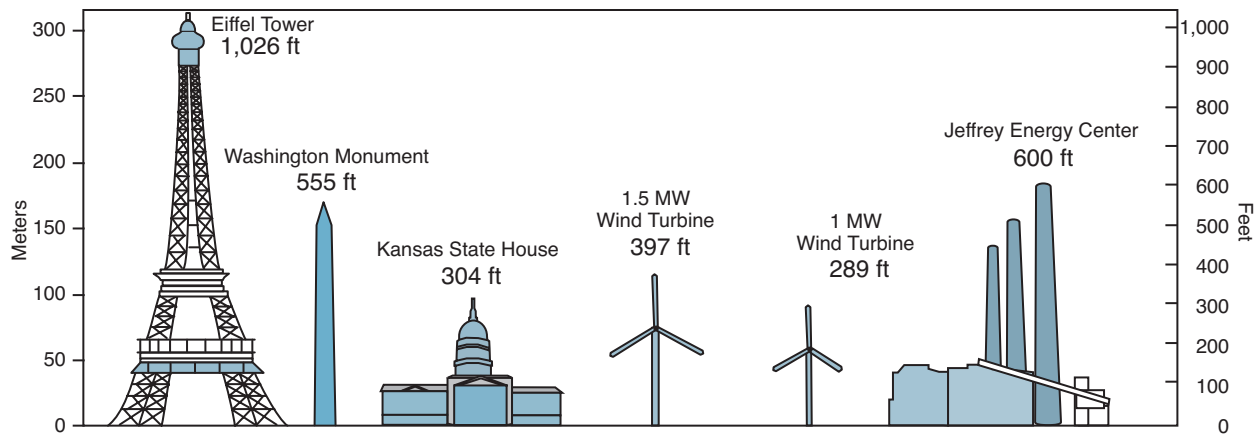 Meters
300
250
200
150
100
50
0
Eiffel Tower
1,026 ft
Washington Monument
555 ft
Kansas State House
304 ft
1.5 MW
Wind Turbine
397 ft
1 MW
Wind Turbine
289 ft
Jeffrey Energy Center
600 ft
1,000
900
800
700
600
500
400
300
200
100
0
Feet